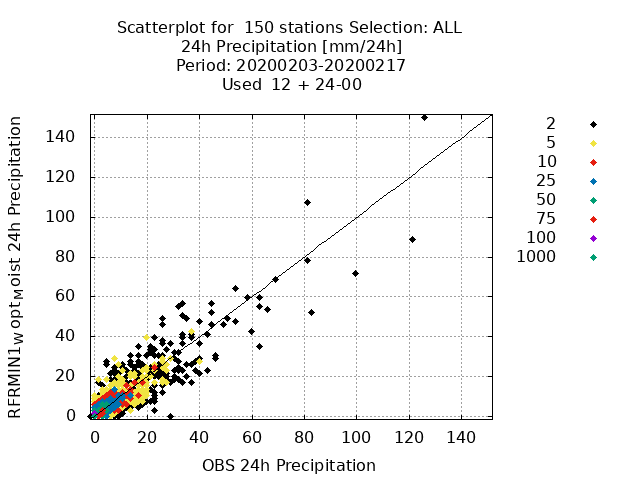 Scatterplot for  150 stations Selection: ALL
24h Precipitation [mm/24h]
Period: 20200203-20200217
Used  12 + 24-00
RFRMIN1WoptMoist 24h Precipitation
140
120
100
80
60
40
20
0
0 20 40 60 80 100 120 140
OBS 24h Precipitation
2
5
10
25
50
75
100
1000